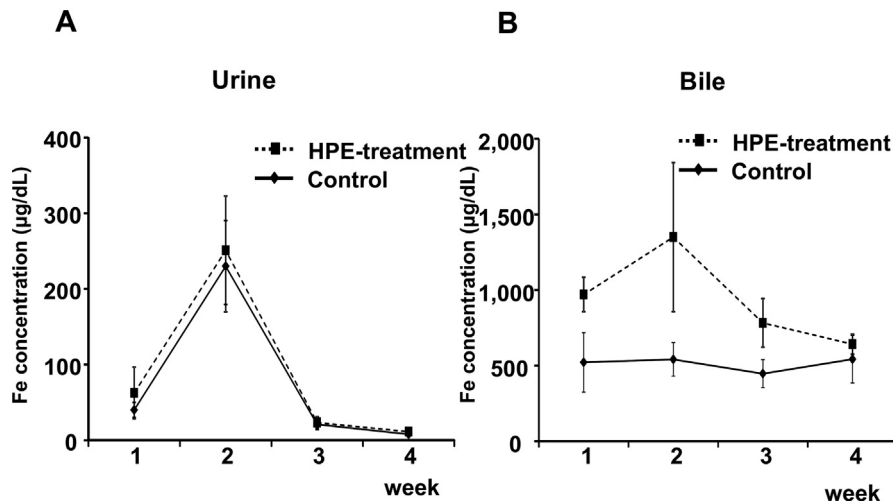 A
Urine
400
300
200
100
0
Fe concentration (µg/dL)
HPE-treatment
Control
1 2 3 4
week
B
Bile
2,000
1,500
1,000
500
0
Fe concentration (µg/dL)
HPE-treatment
Control
1 2 3 4
week